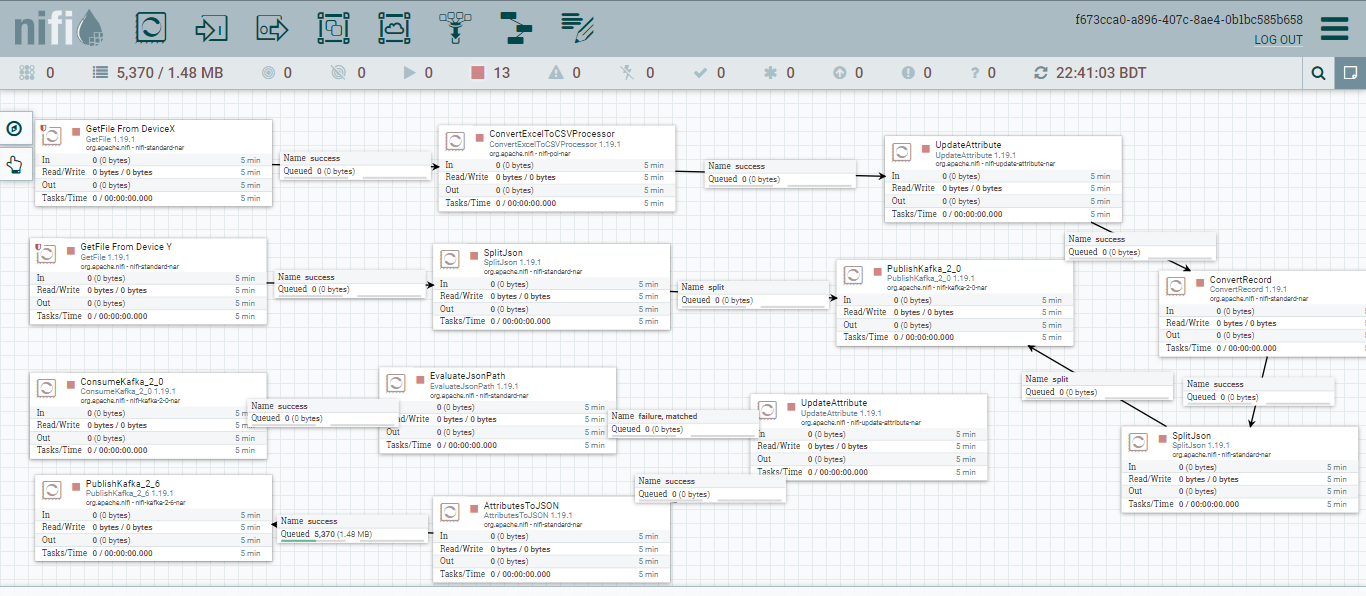 nifi
f673cca0-a896-407c-8ae4-0b1bc585b658
LOG OUT
0
5,370 / 1.48 MB
0
0
0
13
0
0
0
0
0
0
0
22:41:03 BDT
GetFile From DeviceX
GetFile 1.19.1
org.apache.nifi - nifi-standard-nar
In 0 (0 bytes) 5 min
Read/Write 0 bytes / 0 bytes 5 min
Out 0 (0 bytes) 5 min
Tasks/Time 0 / 00:00:00.000 5 min
Name success
Queued 0 (0 bytes)
ConvertExcelToCSVProcessor
ConvertExcelToCSVProcessor 1.19.1
org.apache.nifi - nifi-poi-nar
In 0 (0 bytes) 5 min
Read/Write 0 bytes / 0 bytes 5 min
Out 0 (0 bytes) 5 min
Tasks/Time 0 / 00:00:00.000 5 min
Name success
Queued 0 (0 bytes)
UpdateAttribute
UpdateAttribute 1.19.1
org.apache.nifi - nifi-update-attribute-nar
In 0 (0 bytes) 5 min
Read/Write 0 bytes / 0 bytes 5 min
Out 0 (0 bytes) 5 min
Tasks/Time 0 / 00:00:00.000 5 min
Name success
Queued 0 (0 bytes)
GetFile From Device Y
GetFile 1.19.1
org.apache.nifi - nifi-standard-nar
In 0 (0 bytes) 5 min
Read/Write 0 bytes / 0 bytes 5 min
Out 0 (0 bytes) 5 min
Tasks/Time 0 / 00:00:00.000 5 min
Name success
Queued 0 (0 bytes)
SplitJson
SplitJson 1.19.1
org.apache.nifi - nifi-standard-nar
In 0 (0 bytes) 5 min
Read/Write 0 bytes / 0 bytes 5 min
Out 0 (0 bytes) 5 min
Tasks/Time 0 / 00:00:00.000 5 min
Name split
Queued 0 (0 bytes)
PublishKafka_2_0
PublishKafka_2_0 1.19.1
org.apache.nifi - nifi-kafka-2-0-nar
In 0 (0 bytes) 5 min
Read/Write 0 bytes / 0 bytes 5 min
Out 0 (0 bytes) 5 min
Tasks/Time 0 / 00:00:00.000 5 min
ConvertRecord
ConvertRecord 1.19.1
org.apache.nifi - nifi-standard-nar
In 0 (0 bytes)
Read/Write 0 bytes / 0 bytes
Out 0 (0 bytes)
Tasks/Time 0 / 00:00:00.000
Name split
Queued 0 (0 bytes)
Name success
Queued 0 (0 bytes)
ConsumeKafka_2_0
ConsumeKafka_2_0 1.19.1
org.apache.nifi - nifi-kafka-2-0-nar
In 0 (0 bytes) 5 m
Read/Write 0 bytes / 0 bytes 5 m
Out 0 (0 bytes) 5 min
Tasks/Time 0 / 00:00:00.000 5 min
Name success
Queued 0 (0 bytes)
EvaluateJsonPath
EvaluateJsonPath 1.19.1
org.apache.nifi - nifi-standard-nar
0 (0 bytes) 5 min
ad/Write 0 bytes / 0 bytes 5 min
Out 0 (0 bytes) 5 min
Tasks/Time 0 / 00:00:00.000 5 min
Name failure, matched
Queued 0 (0 bytes)
UpdateAttribute
UpdateAttribute 1.19.1
org.apache.nifi - nifi-update-attribute-nar
In 0 (0 bytes) 5 min
Read/Write 0 bytes / 0 bytes 5 min
Out 0 (0 bytes) 5 min
Tasks/Time 0 / 00:00:00.000 5 min
SplitJson
SplitJson 1.19.1
org.apache.nifi - nifi-standard-nar
In 0 (0 bytes) 5 min
Read/Write 0 bytes / 0 bytes 5 min
Out 0 (0 bytes) 5 min
Tasks/Time 0 / 00:00:00.000 5 min
PublishKafka_2_6
PublishKafka_2_6 1.19.1
org.apache.nifi - nifi-kafka-2-6-nar
In 0 (0 bytes) 5 min
Read/Write 0 bytes / 0 bytes 5 min
Out 0 (0 bytes) 5 min
Tasks/Time 0 / 00:00:00.000 5 min
Name success
Queued 5,370 (1.48 MB)
AttributesToJSON
AttributesToJSON 1.19.1
org.apache.nifi - nifi-standard-nar
In 0 (0 bytes) 5 min
Read/Write 0 bytes / 0 bytes 5 min
Out 0 (0 bytes) 5 min
Tasks/Time 0 / 00:00:00.000 5 min
Name success
Queued 0 (0 bytes)